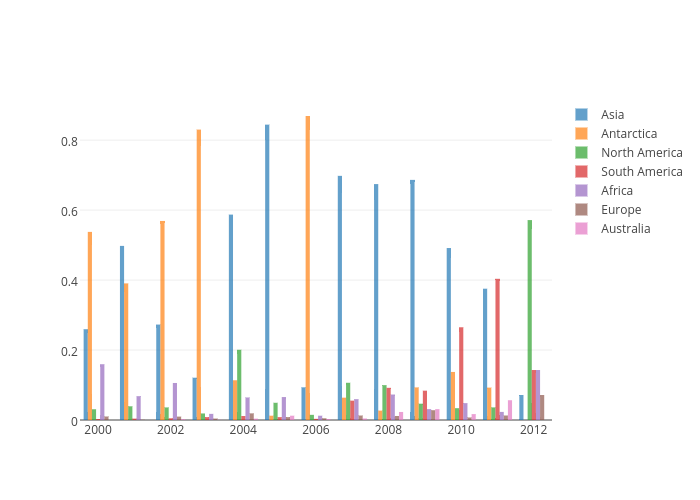 Asia
Antarctica
North America
South America
Africa
Europe
Australia
0.8
0.6
0.4
0.2
0
2000 2002 2004 2006 2008 2010 2012